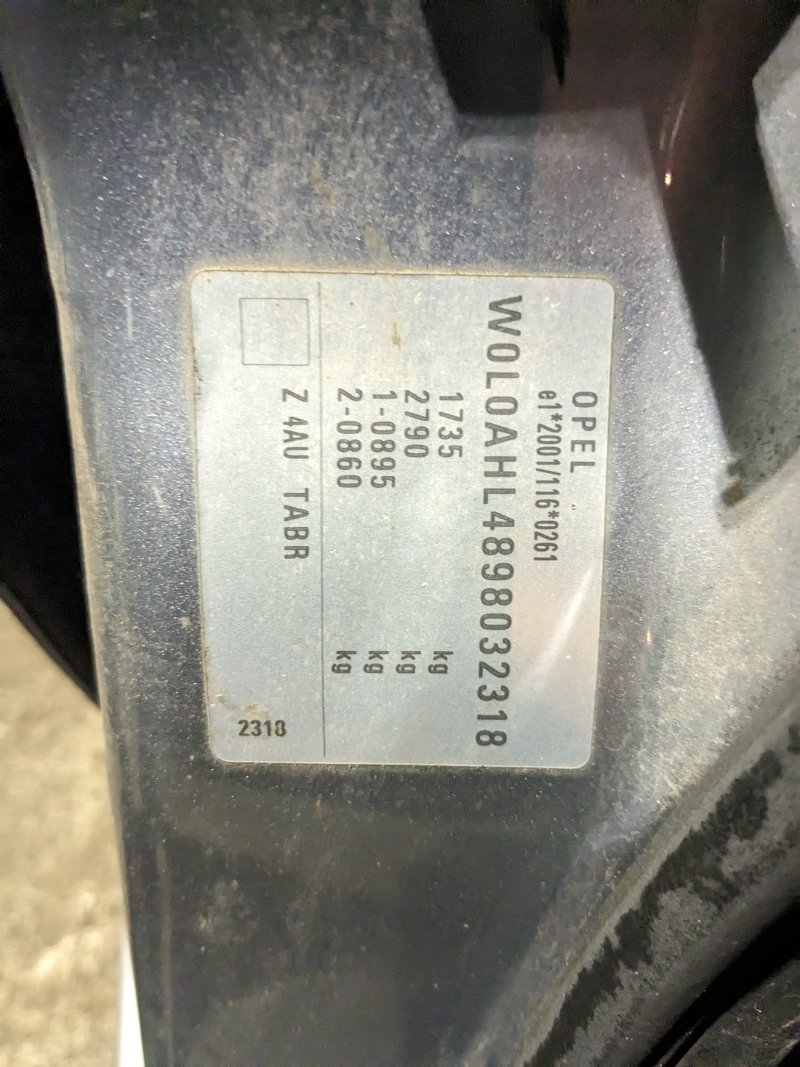 OPEL
e1*2001/116*0261
W0L0AHL4898032318
1735 kg
2790 kg
1-0895 kg
2-0860 kg
Z 4AU TABR
2318